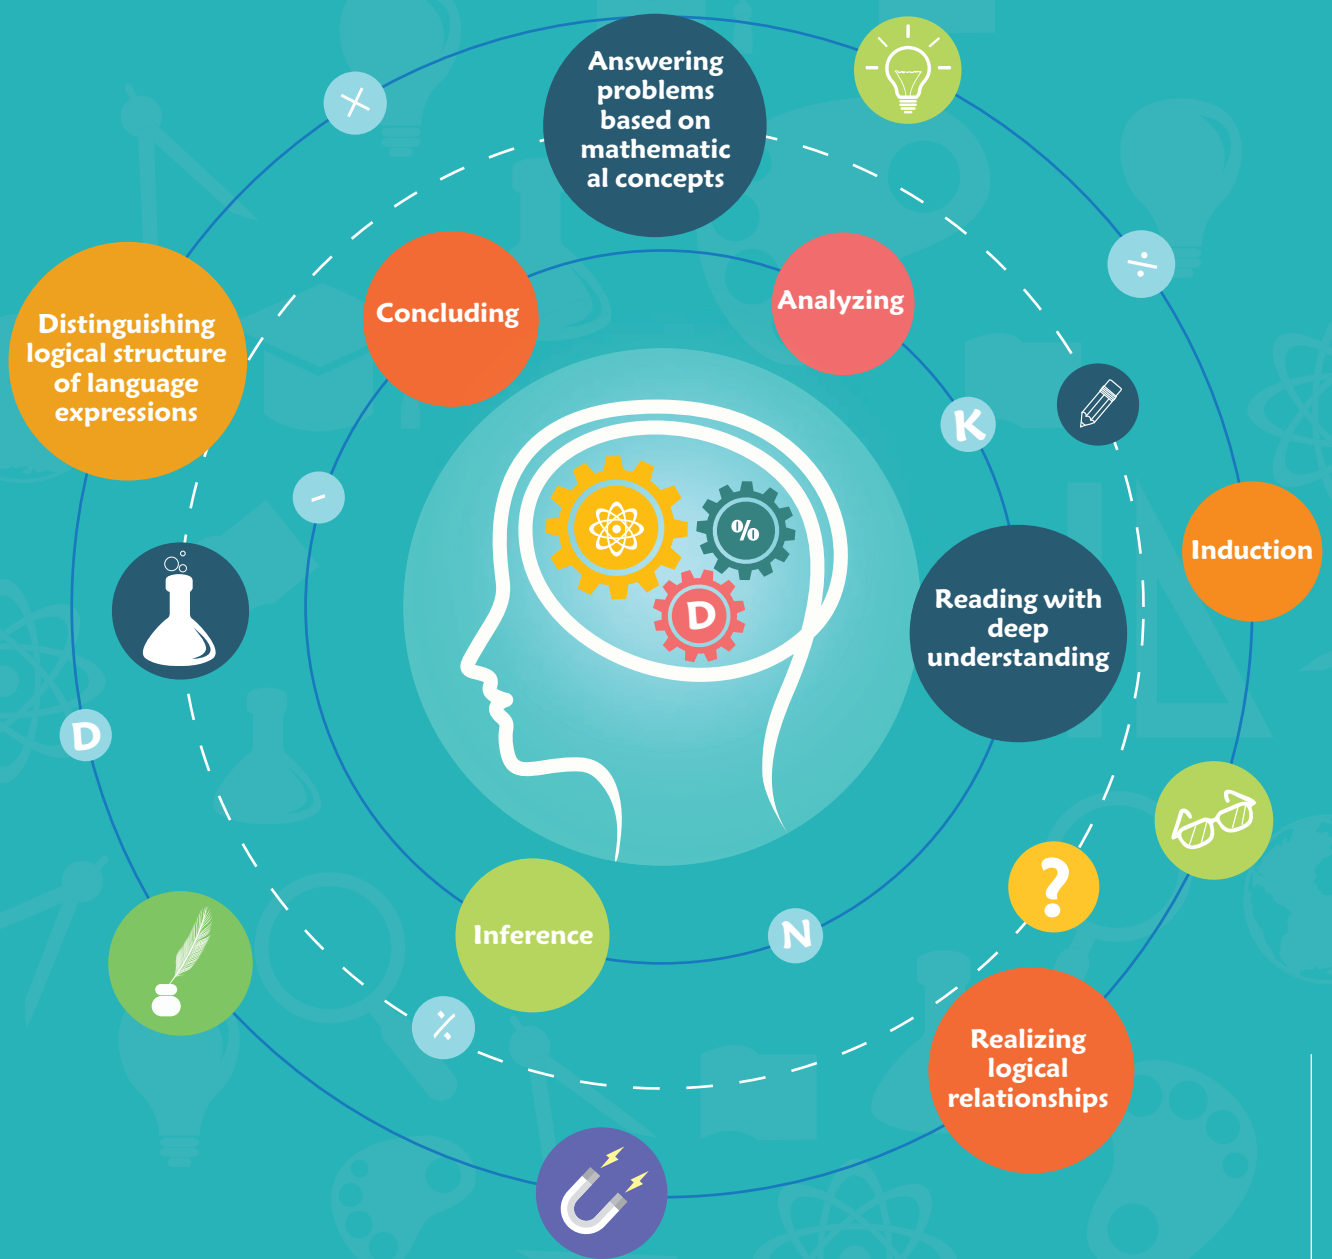 Answering
problems
based on
mathematic
al concepts
×
÷
Distinguishing
logical structure
of language
expressions
Concluding
Analyzing
K
-
%
D
Induction
Reading with
deep
understanding
D
?
Inference
N
٪
Realizing
logical
relationships